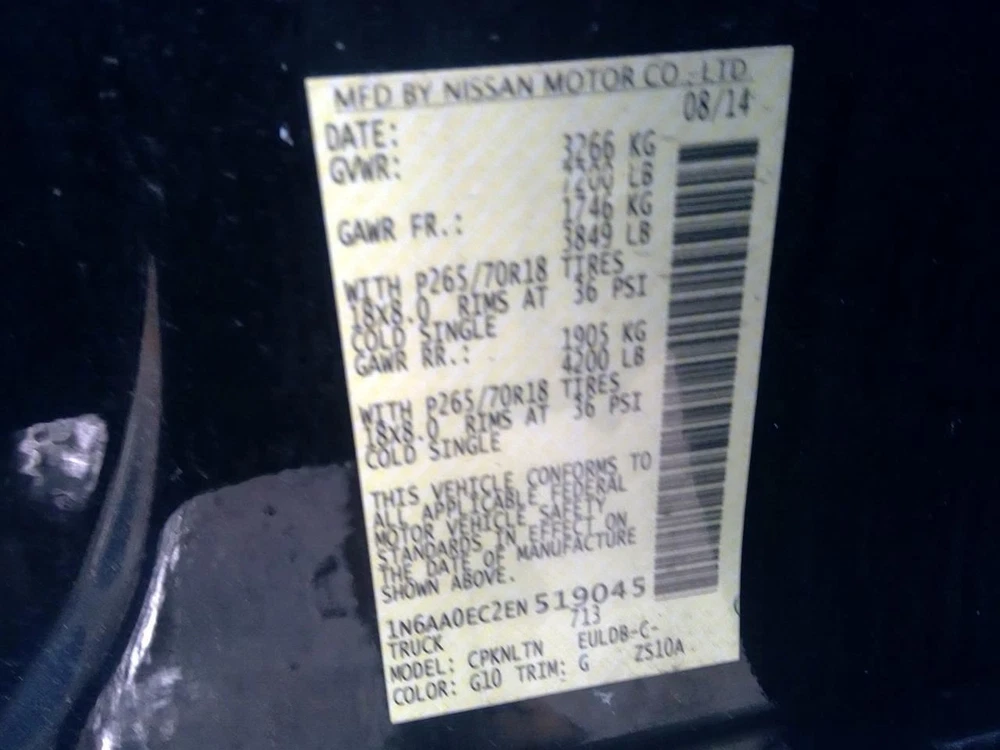 MFD BY NISSAN MOTOR CO., LTD.
DATE: 08/14
GVWR: 3266 KG
7200 LB
GAWR FR.: 1746 KG
3849 LB
WITH P265/70R18 TIRES
18X8.0 RIMS AT 36 PSI
COLD SINGLE
GAWR RR.: 1905 KG
4200 LB
WITH P265/70R18 TIRES
18X8.0 RIMS AT 36 PSI
COLD SINGLE
THIS VEHICLE CONFORMS TO
ALL APPLICABLE FEDERAL
MOTOR VEHICLE SAFETY
STANDARDS IN EFFECT ON
THE DATE OF MANUFACTURE
SHOWN ABOVE.
1N6AA0EC2EN 519045
TRUCK 713
MODEL: CPKNLTN EULDB-C-
COLOR: G10 TRIM: G ZS10A